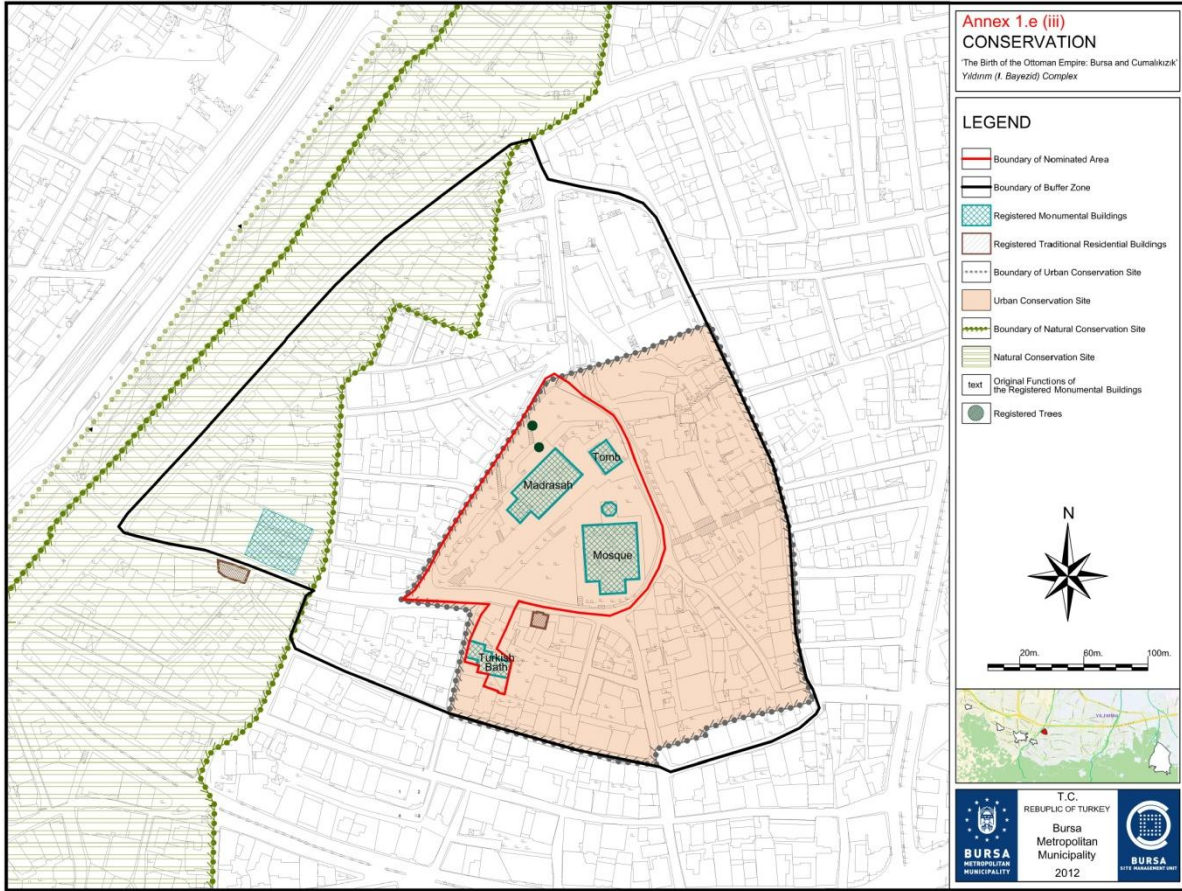 Annex 1.e (iii)
CONSERVATION
'The Birth of the Ottoman Empire: Bursa and Cumalıkızık'
Yıldırım (I. Bayezid) Complex
LEGEND
Boundary of Nominated Area
Boundary of Buffer Zone
Registered Monumental Buildings
Registered Traditional Residential Buildings
Boundary of Urban Conservation Site
Urban Conservation Site
Boundary of Natural Conservation Site
Natural Conservation Site
text
Original Functions of
the Registered Monumental Buildings
Registered Trees
Tomb
Madrasah
Mosque
Turkish
Bath
N
20m. 60m. 100m.
T.C.
REBUPLIC OF TURKEY
Bursa
Metropolitan
Municipality
2012
BURSA
METROPOLITAN
MUNICIPALITY
BURSA
SITE MANAGEMENT UNIT